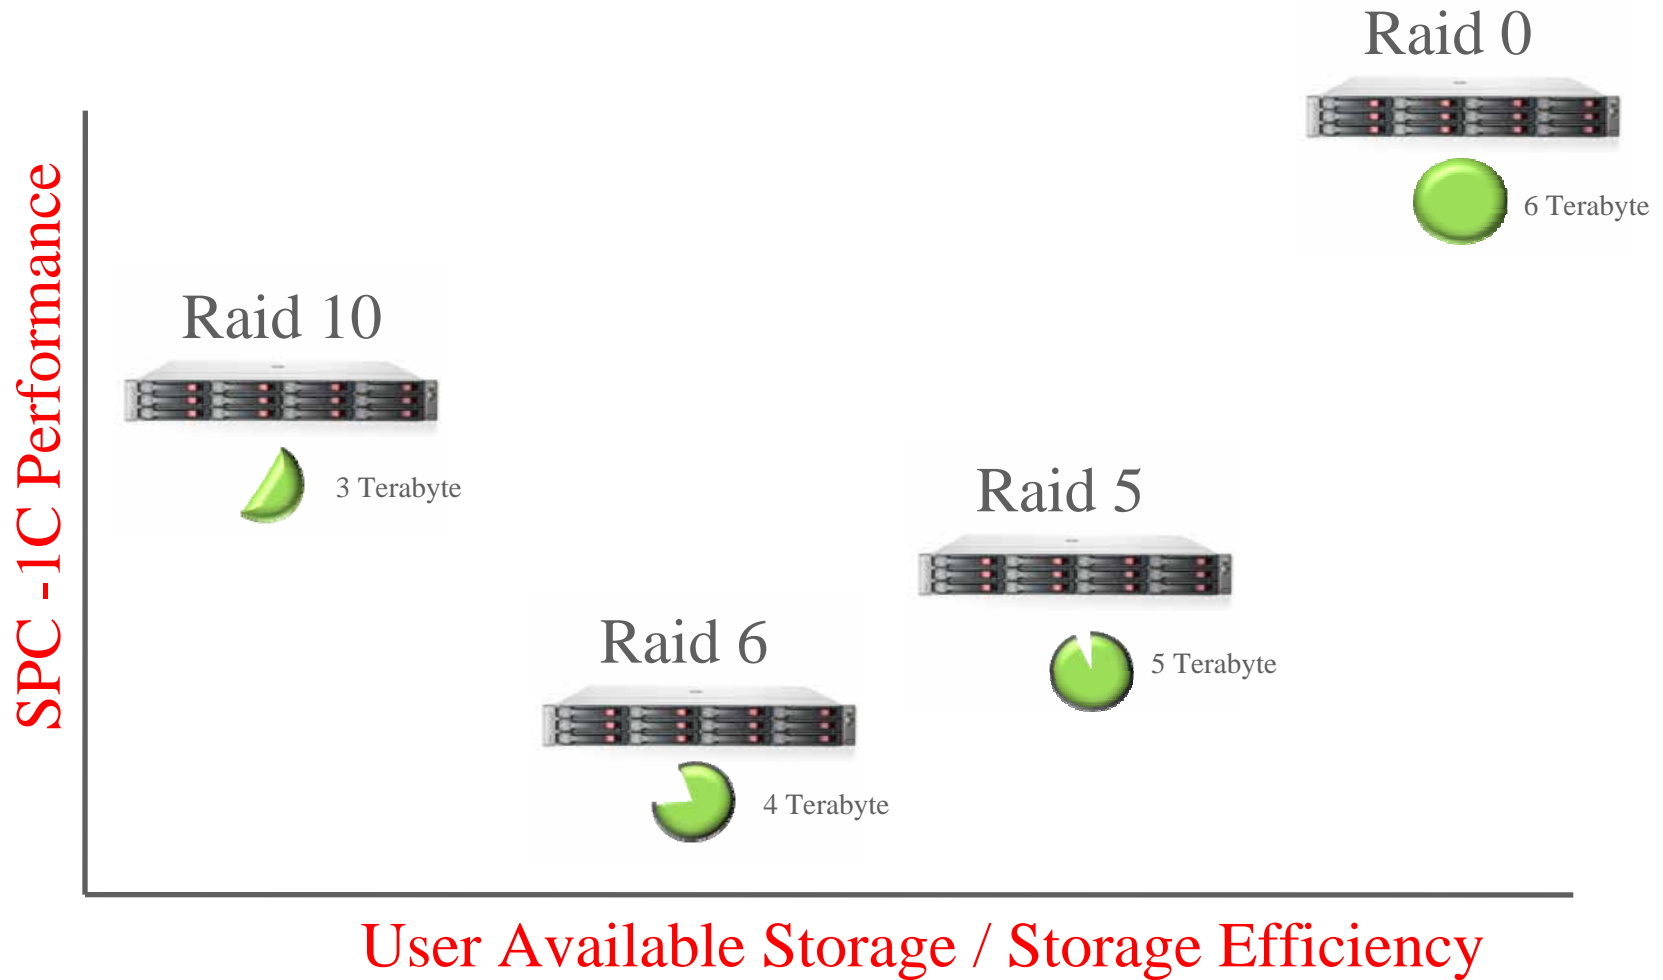 Raid 0
6 Terabyte
SPC -1C Performance
Raid 10
3 Terabyte
Raid 5
5 Terabyte
Raid 6
4 Terabyte
User Available Storage / Storage Efficiency